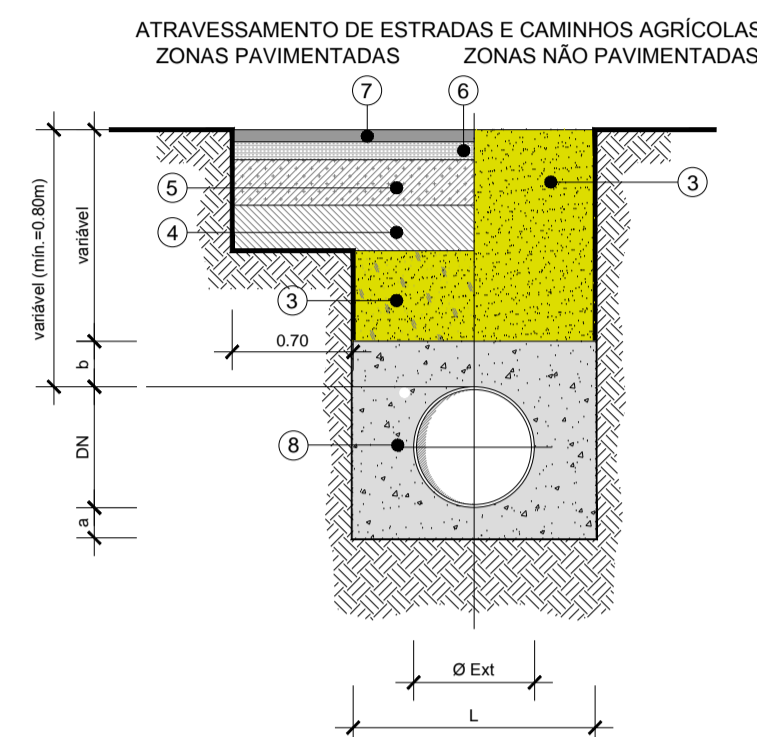 ATRAVESSAMENTO DE ESTRADAS E CAMINHOS AGRÍCOLAS
ZONAS PAVIMENTADAS ZONAS NÃO PAVIMENTADAS
7 6
5
4
3
3
8
variável (mín.=0.80m)
variável
b
DN
a
0.70
Ø Ext
L